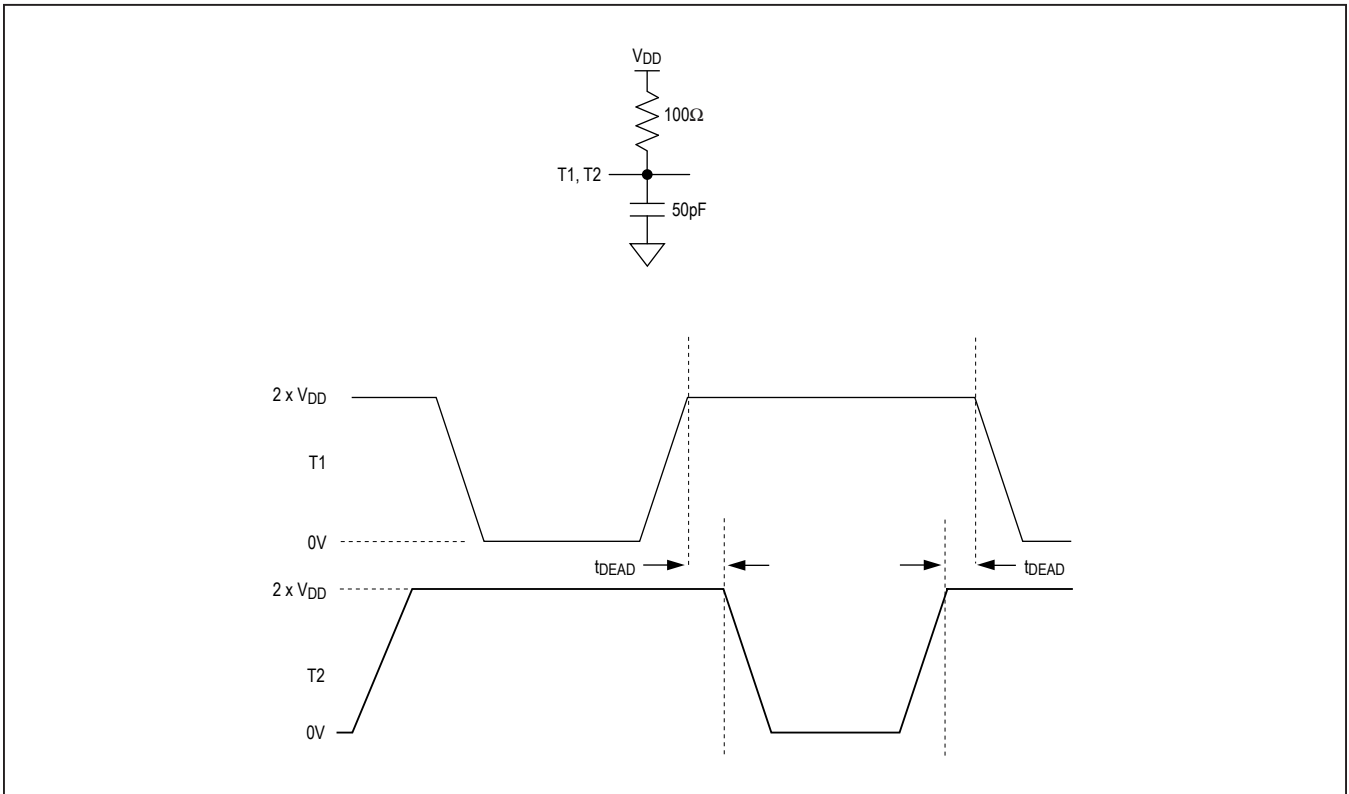 VDD
100Ω
T1, T2
50pF
2 x VDD
T1
0V
tDEAD
tDEAD
2 x VDD
T2
0V